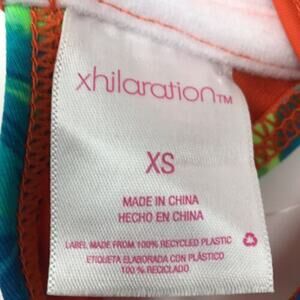 xhilaration™
XS
MADE IN CHINA
HECHO EN CHINA
LABEL MADE FROM 100% RECYCLED PLASTIC
ETIQUETA ELABORADA CON PLÁSTICO
100 % RECICLADO